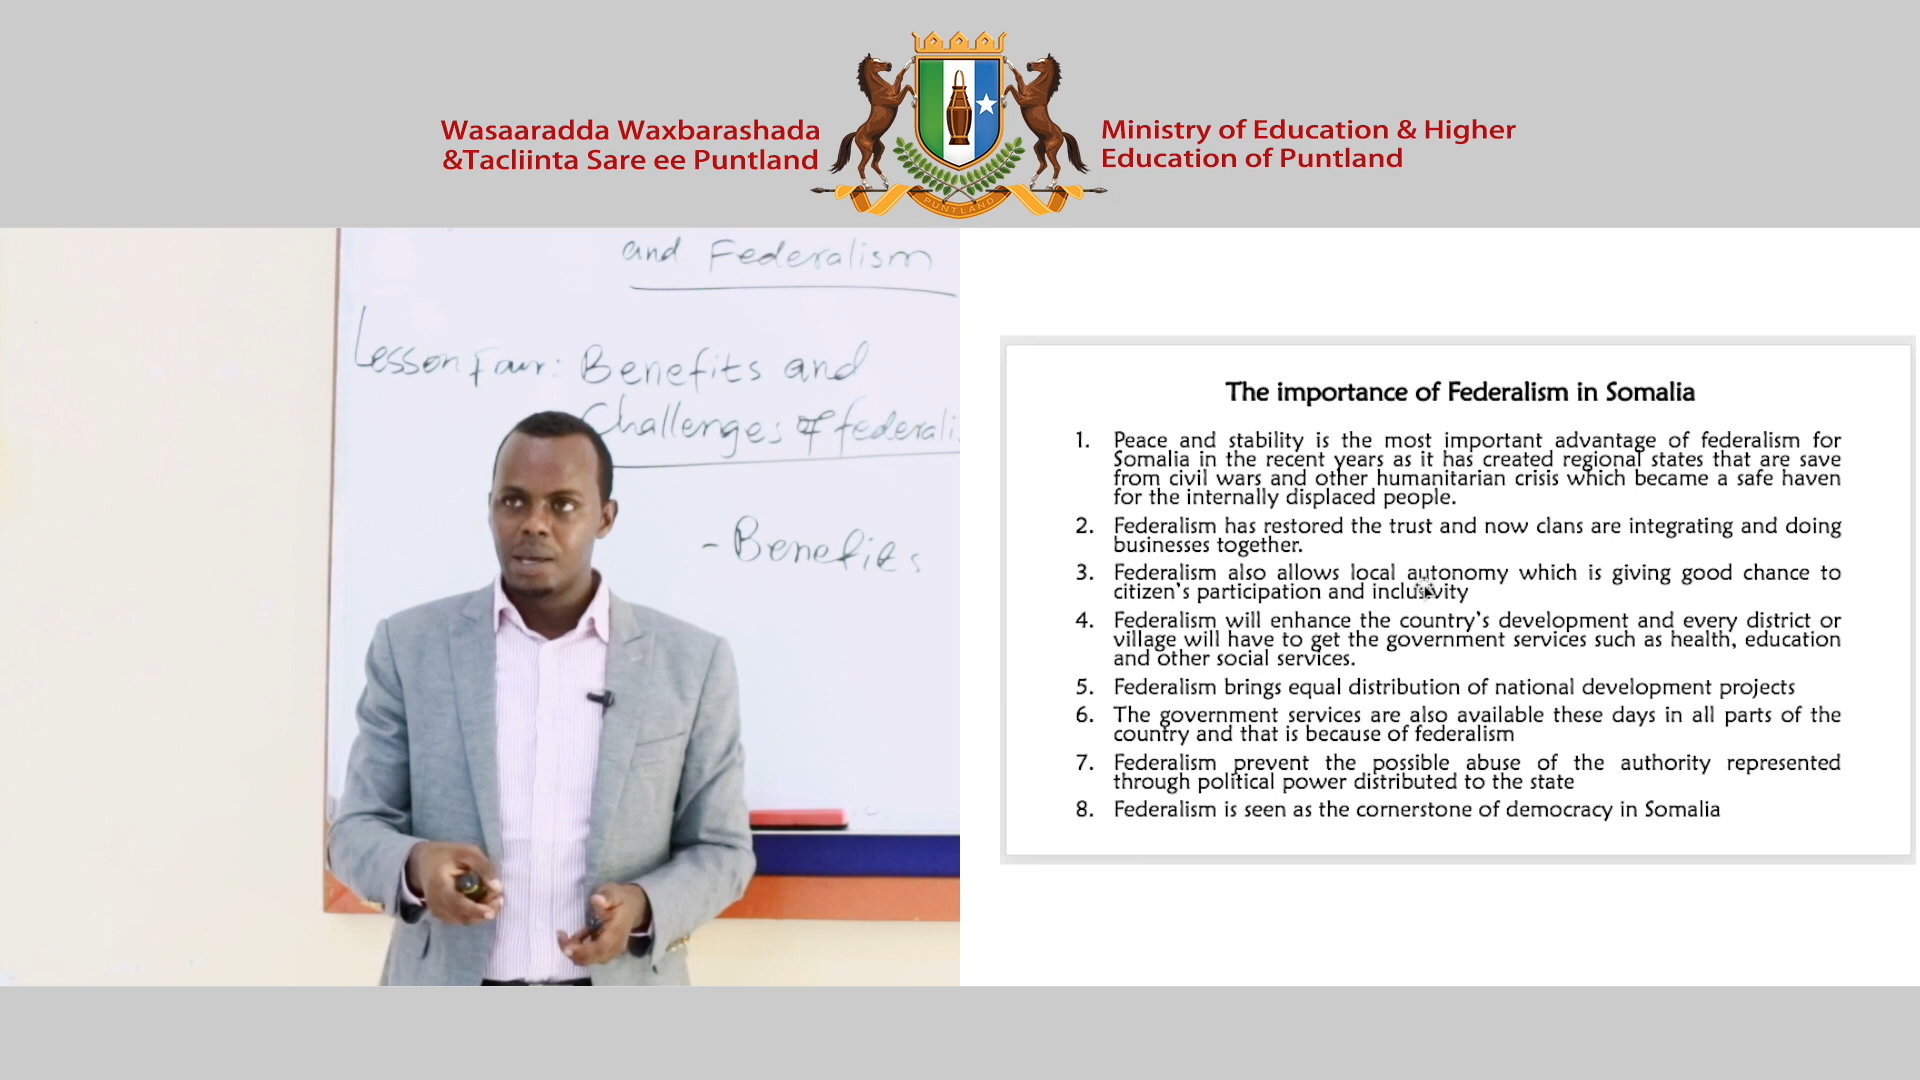 Wasaaradda Waxbarashada
&Tacliinta Sare ee Puntland
PUNTLAND
Ministry of Education & Higher
Education of Puntland
and Federalism
Lesson Four: Benefits and
Challenges of federali
- Benefits
The importance of Federalism in Somalia
1. Peace and stability is the most important advantage of federalism for
Somalia in the recent years as it has created regional states that are save
from civil wars and other humanitarian crisis which became a safe haven
for the internally displaced people.
2. Federalism has restored the trust and now clans are integrating and doing
businesses together.
3. Federalism also allows local autonomy which is giving good chance to
citizen's participation and inclusivity
4. Federalism will enhance the country's development and every district or
village will have to get the government services such as health, education
and other social services.
5. Federalism brings equal distribution of national development projects
6. The government services are also available these days in all parts of the
country and that is because of federalism
7. Federalism prevent the possible abuse of the authority represented
through political power distributed to the state
8. Federalism is seen as the cornerstone of democracy in Somalia